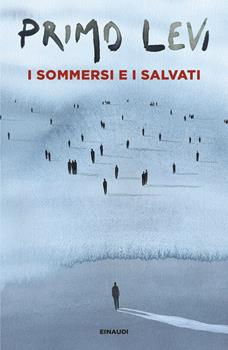 PRIMO LEVI
I SOMMERSI E I SALVATI
EINAUDI